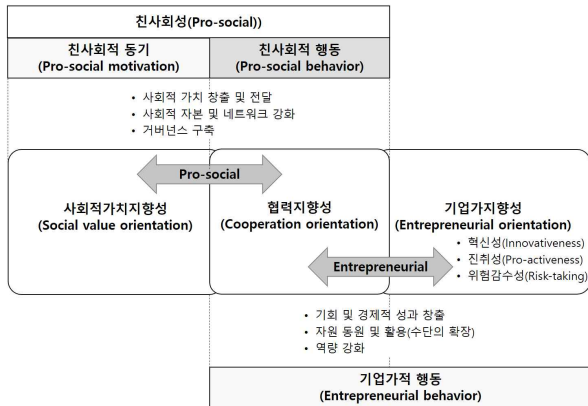 친사회성(Pro-social))
친사회적 동기
(Pro-social motivation)
친사회적 행동
(Pro-social behavior)
• 사회적 가치 창출 및 전달
• 사회적 자본 및 네트워크 강화
• 거버넌스 구축
Pro-social
사회적가치지향성
(Social value orientation)
협력지향성
(Cooperation orientation)
기업가지향성
(Entrepreneurial orientation)
• 혁신성(Innovativeness)
• 진취성(Pro-activeness)
• 위험감수성(Risk-taking)
Entrepreneurial
• 기회 및 경제적 성과 창출
• 자원 동원 및 활용(수단의 확장)
• 역량 강화
기업가적 행동
(Entrepreneurial behavior)